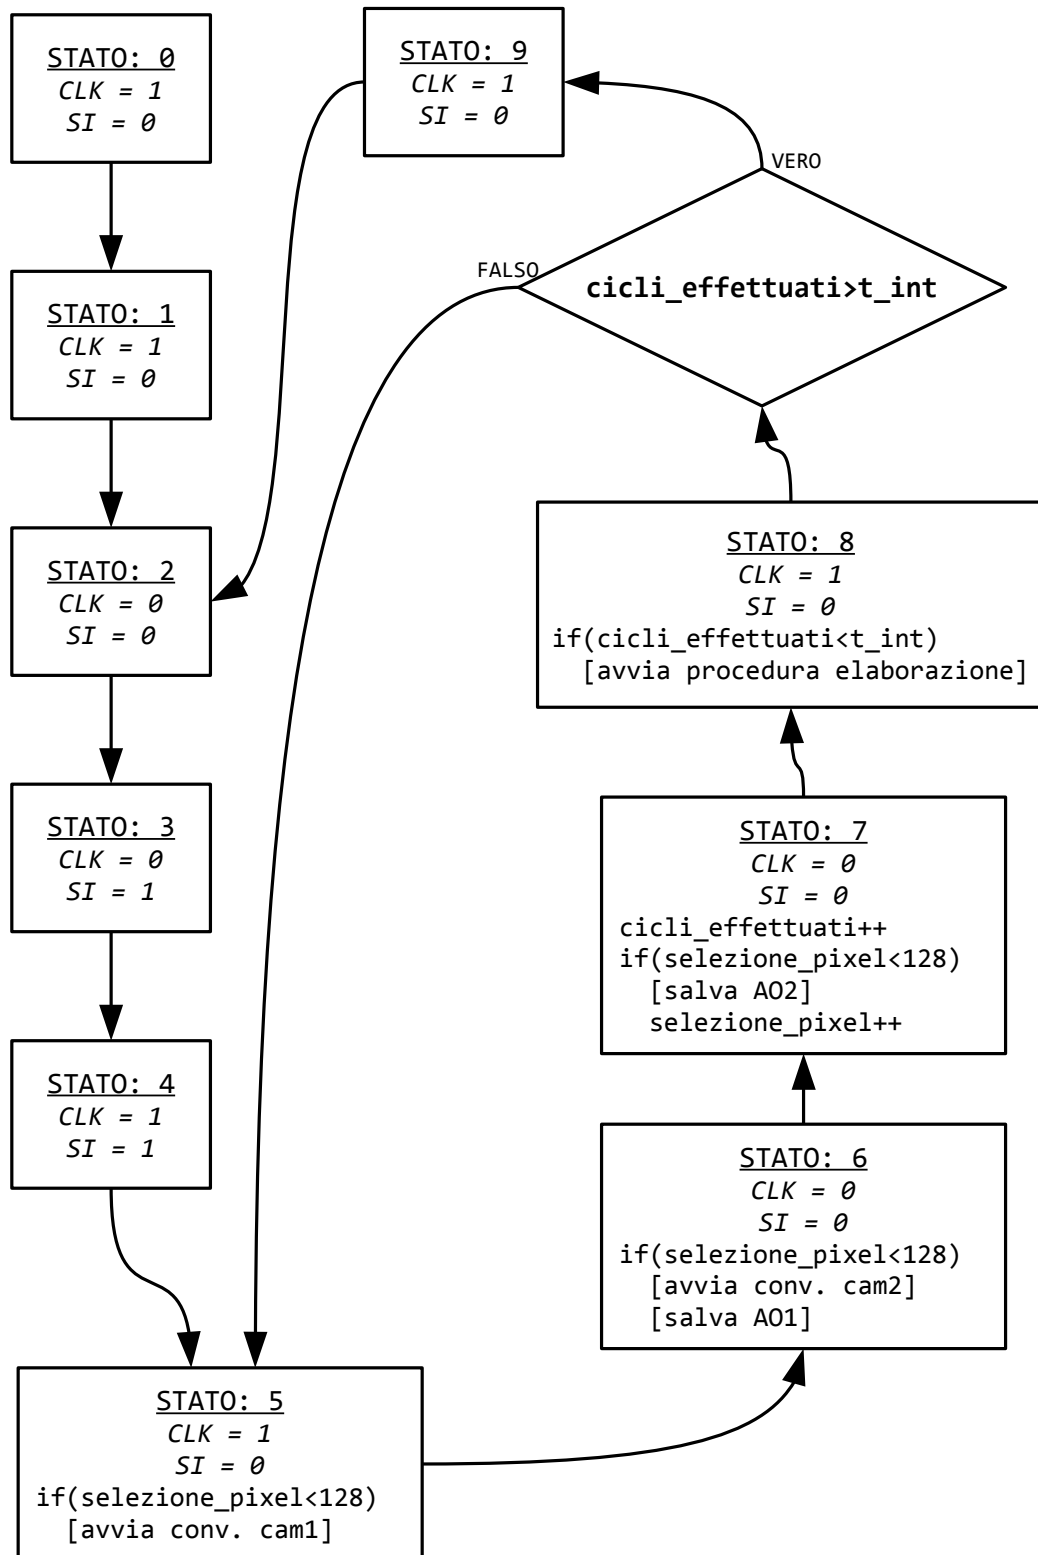 STATO: 0
CLK = 1
SI = 0
STATO: 1
CLK = 1
SI = 0
STATO: 2
CLK = 0
SI = 0
STATO: 3
CLK = 0
SI = 1
STATO: 4
CLK = 1
SI = 1
STATO: 5
CLK = 1
SI = 0
if(selezione_pixel<128)
[avvia conv. cam1]
STATO: 6
CLK = 0
SI = 0
if(selezione_pixel<128)
[avvia conv. cam2]
[salva AO1]
STATO: 7
CLK = 0
SI = 0
cicli_effettuati++
if(selezione_pixel<128)
[salva AO2]
selezione_pixel++
STATO: 8
CLK = 1
SI = 0
if(cicli_effettuati<t_int)
[avvia procedura elaborazione]
cicli_effettuati>t_int
VERO
FALSO
STATO: 9
CLK = 1
SI = 0